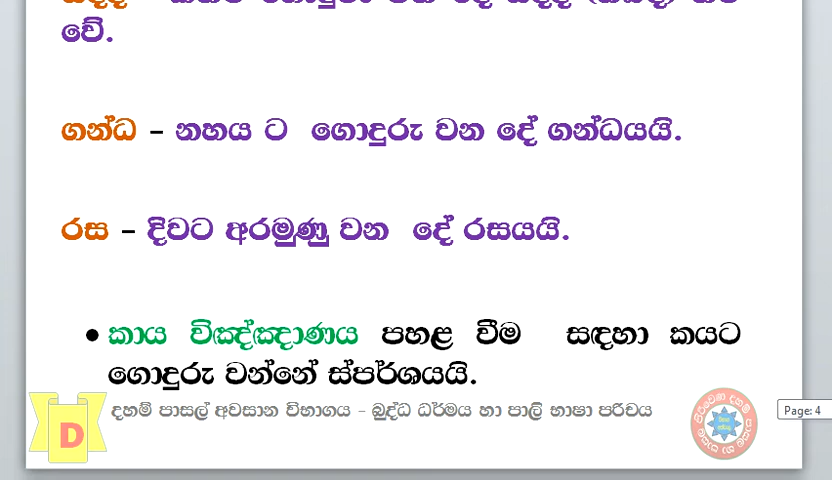 වේ.
ගන්ධ – නහය ට ගොදුරු වන දේ ගන්ධයයි.
රස – දිවට අරමුණු වන දේ රසයයි.
• කාය විඤ්ඤාණය පහළ වීම සඳහා කයට
ගොදුරු වන්නේ ස්පර්ශයයි.
D
දහම් පාසල් අවසාන විභාගය - බුද්ධ ධර්මය හා පාලි භාෂා පරිචය
Page: 4